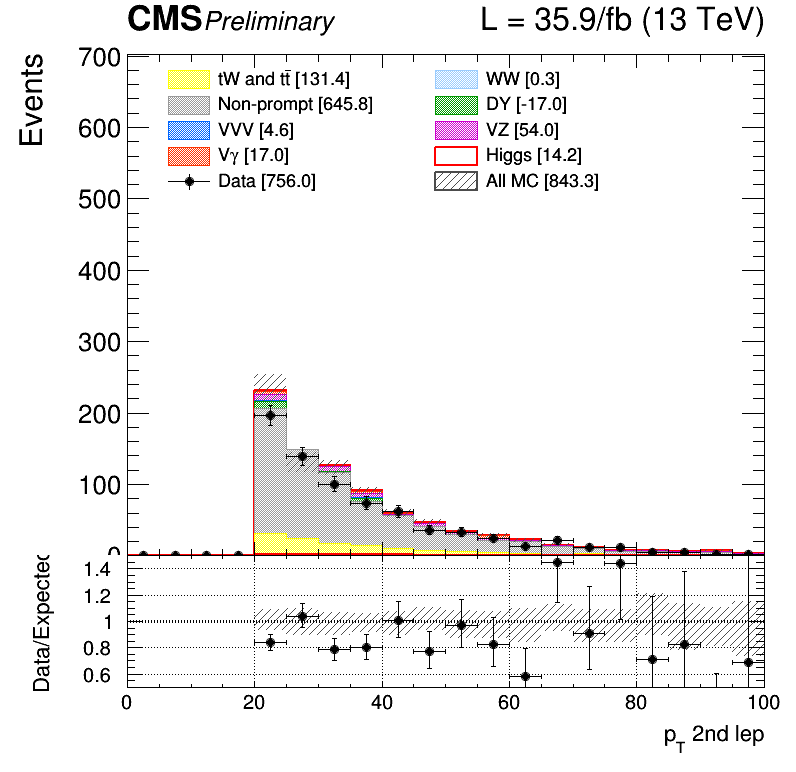 CMS Preliminary L = 35.9/fb (13 TeV)
Events
700
600
500
400
300
200
100
0
tW and tt̄ [131.4]
Non-prompt [645.8]
VVV [4.6]
Vγ [17.0]
Data [756.0]
WW [0.3]
DY [-17.0]
VZ [54.0]
Higgs [14.2]
All MC [843.3]
Data/Expected
1.4
1.2
1
0.8
0.6
0 20 40 60 80 100
p_T 2nd lep